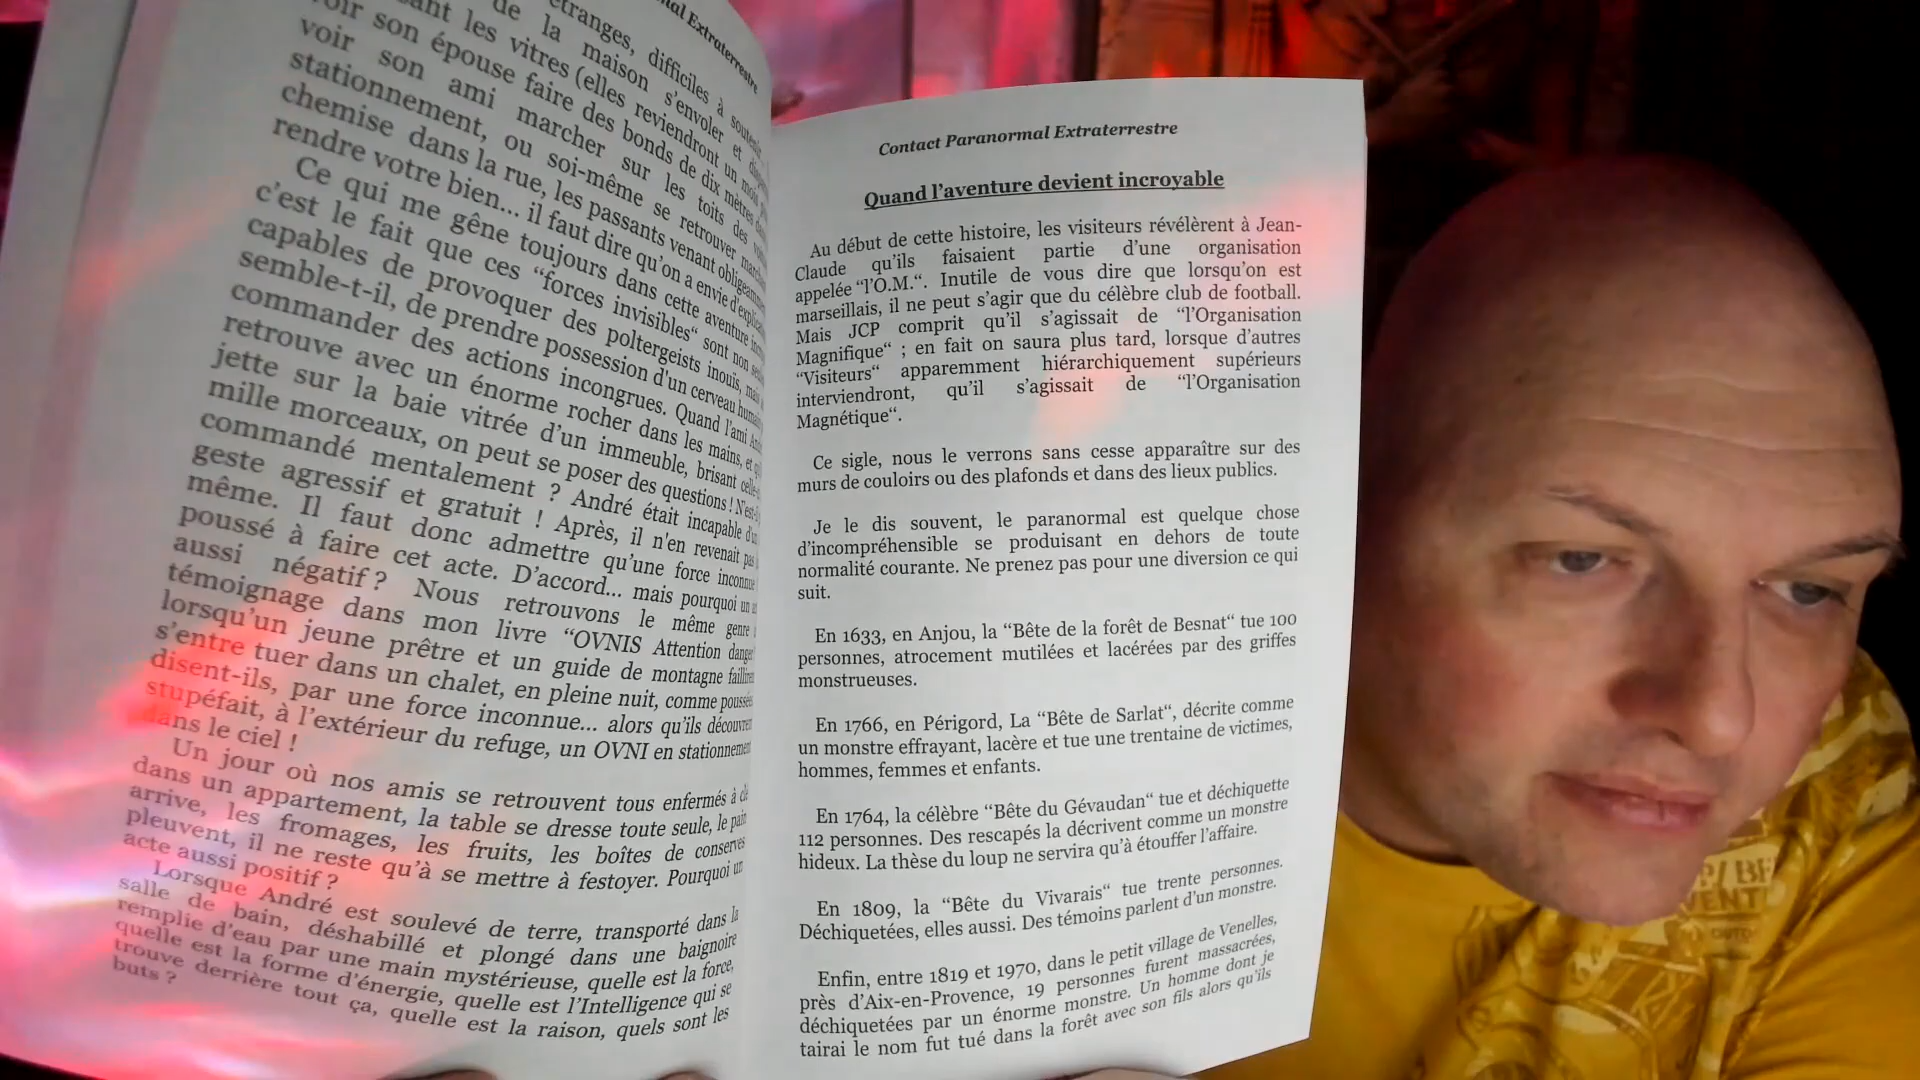 nal Extraterrestre
étranges, difficiles à
de la maison s'envoler et
ant les vitres (elles reviendront un
voir son épouse faire des bonds de dix mètres
voir son ami marcher sur les toits des
stationnement, ou soi-même se retrouver
chemise dans la rue, les passants venant
rendre votre bien... il faut dire qu'on a envie
Ce qui me gêne toujours dans cette aventure
c'est le fait que ces “forces invisibles“ sont non
capables de provoquer des poltergeists inouïs, mais
semble-t-il, de prendre possession d'un cerveau
commander des actions incongrues. Quand l'ami
retrouve avec un énorme rocher dans les mains, et
jette sur la baie vitrée d'un immeuble, brisant
mille morceaux, on peut se poser des questions !
commandé mentalement ? André était incapable
geste agressif et gratuit ! Après, il n'en revenait pas
même. Il faut donc admettre qu'une force
poussé à faire cet acte. D'accord... mais pourquoi un
aussi négatif ? Nous retrouvons le même genre
témoignage dans mon livre “OVNIS Attention
lorsqu'un jeune prêtre et un guide de montagne
s'entre tuer dans un chalet, en pleine nuit, comme
disent-ils, par une force inconnue... alors qu'ils
stupéfait, à l'extérieur du refuge, un OVNI en stationnement
dans le ciel !
Un jour où nos amis se retrouvent tous enfermés à
dans un appartement, la table se dresse toute seule, le pain
arrive, les fromages, les fruits, les boîtes de conserves
pleuvent, il ne reste qu'à se mettre à festoyer. Pourquoi un
acte aussi positif ?
Lorsque André est soulevé de terre, transporté dans la
salle de bain, déshabillé et plongé dans une baignoire
remplie d'eau par une main mystérieuse, quelle est la force,
quelle est la forme d'énergie, quelle est l'Intelligence qui se
trouve derrière tout ça, quelle est la raison, quels sont les
buts ?
Contact Paranormal Extraterrestre
Quand l'aventure devient incroyable
Au début de cette histoire, les visiteurs révélèrent à Jean-
Claude qu'ils faisaient partie d'une organisation
appelée “l'O.M.“. Inutile de vous dire que lorsqu'on est
marseillais, il ne peut s'agir que du célèbre club de football.
Mais JCP comprit qu'il s'agissait de “l'Organisation
Magnifique“ ; en fait on saura plus tard, lorsque d'autres
“Visiteurs“ apparemment hiérarchiquement supérieurs
interviendront, qu'il s'agissait de “l'Organisation
Magnétique“.
Ce sigle, nous le verrons sans cesse apparaître sur des
murs de couloirs ou des plafonds et dans des lieux publics.
Je le dis souvent, le paranormal est quelque chose
d'incompréhensible se produisant en dehors de toute
normalité courante. Ne prenez pas pour une diversion ce qui
suit.
En 1633, en Anjou, la “Bête de la forêt de Besnat“ tue 100
personnes, atrocement mutilées et lacérées par des griffes
monstrueuses.
En 1766, en Périgord, La “Bête de Sarlat“, décrite comme
un monstre effrayant, lacère et tue une trentaine de victimes,
hommes, femmes et enfants.
En 1764, la célèbre “Bête du Gévaudan“ tue et déchiquette
112 personnes. Des rescapés la décrivent comme un monstre
hideux. La thèse du loup ne servira qu'à étouffer l'affaire.
En 1809, la “Bête du Vivarais“ tue trente personnes.
Déchiquetées, elles aussi. Des témoins parlent d'un monstre.
Enfin, entre 1819 et 1970, dans le petit village de Venelles,
près d'Aix-en-Provence, 19 personnes furent massacrées,
déchiquetées par un énorme monstre. Un homme dont je
tairai le nom fut tué dans la forêt avec son fils alors qu'ils